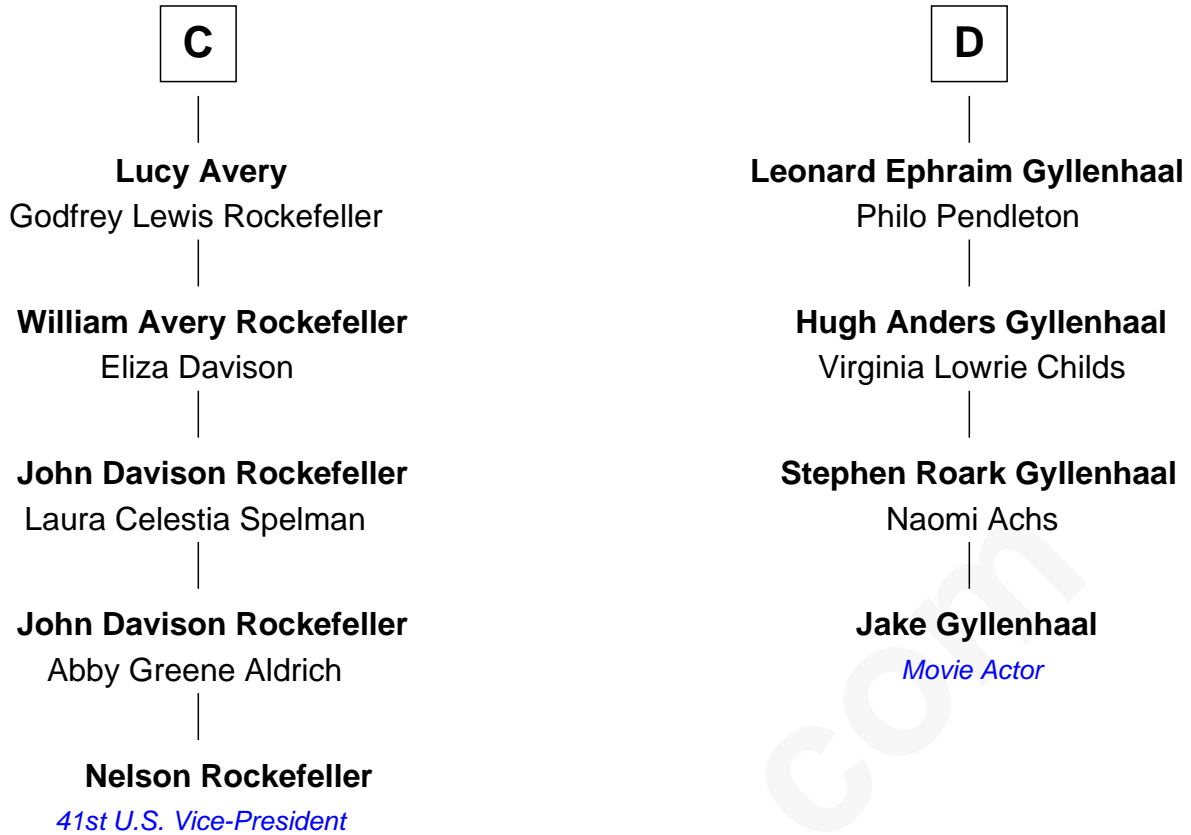 C
Lucy Avery
Godfrey Lewis Rockefeller
William Avery Rockefeller
Eliza Davison
John Davison Rockefeller
Laura Celestia Spelman
John Davison Rockefeller
Abby Greene Aldrich
Nelson Rockefeller
41st U.S. Vice-President
D
Leonard Ephraim Gyllenhaal
Philo Pendleton
Hugh Anders Gyllenhaal
Virginia Lowrie Childs
Stephen Roark Gyllenhaal
Naomi Achs
Jake Gyllenhaal
Movie Actor
com